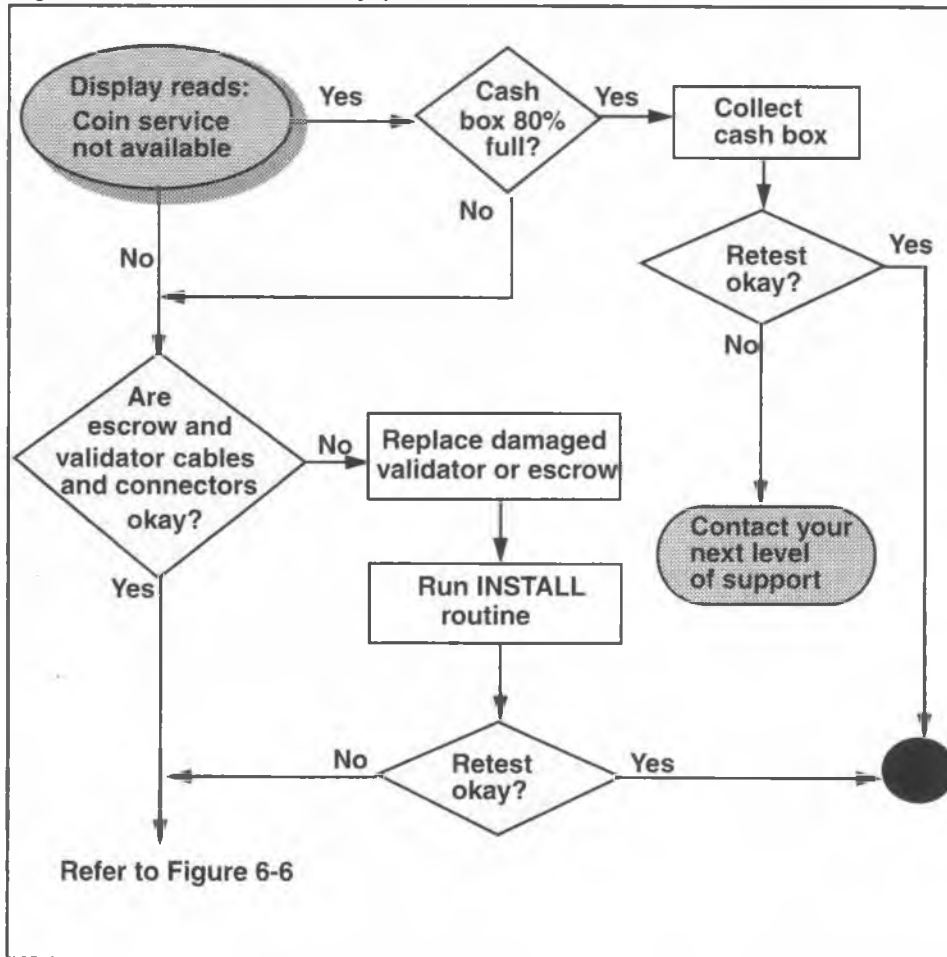 Display reads:
Coin service
not available
Yes
Cash
box 80%
full?
Yes
Collect
cash box
No
No
Retest
okay?
Yes
No
Are
escrow and
validator cables
and connectors
okay?
No
Replace damaged
validator or escrow
Contact your
next level
of support
Yes
Run INSTALL
routine
No
Retest
okay?
Yes
Refer to Figure 6-6